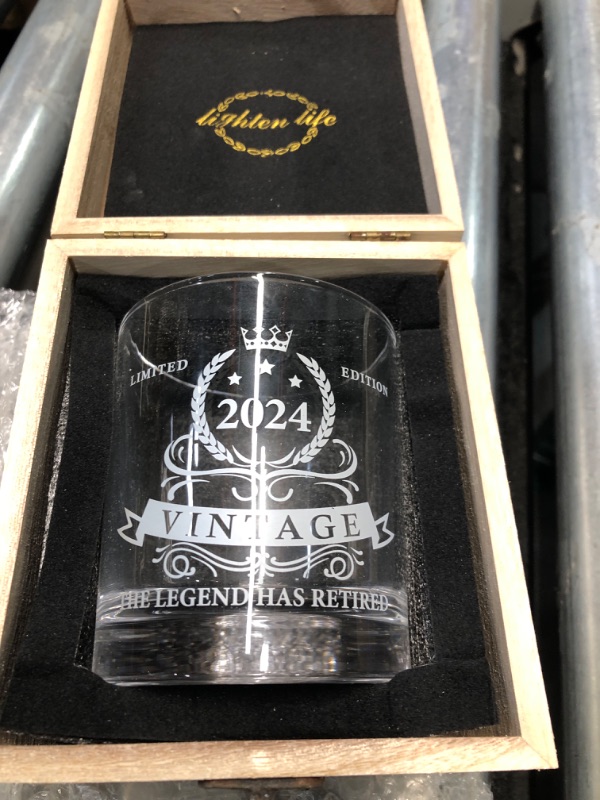 lighten life
LIMITED EDITION
2024
VINTAGE
THE LEGEND HAS RETIRED